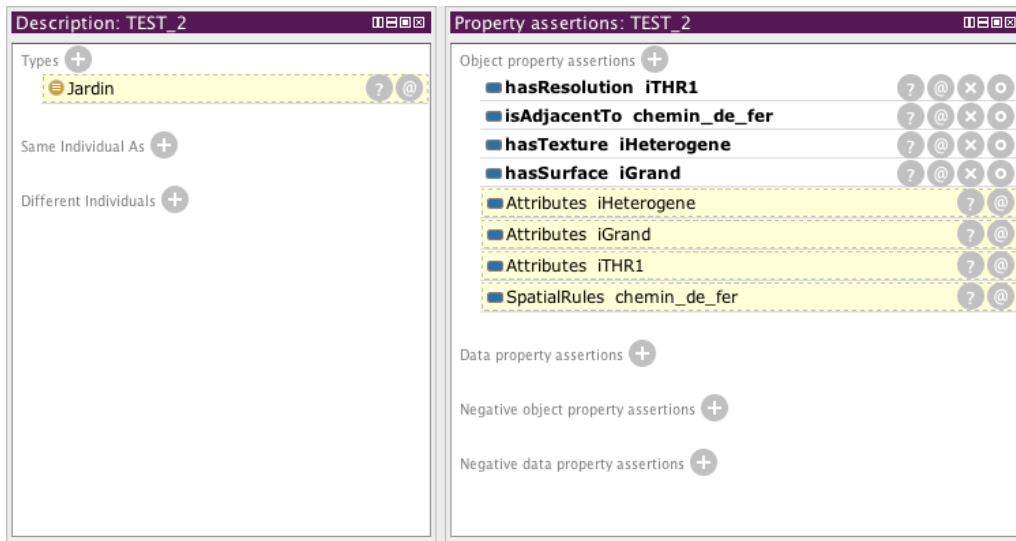 Description: TEST_2
Types
Jardin
Same Individual As
Different Individuals
Property assertions: TEST_2
Object property assertions
hasResolution iTHR1
isAdjacentTo chemin_de_fer
hasTexture iHeterogene
hasSurface iGrand
Attributes iHeterogene
Attributes iGrand
Attributes iTHR1
SpatialRules chemin_de_fer
Data property assertions
Negative object property assertions
Negative data property assertions